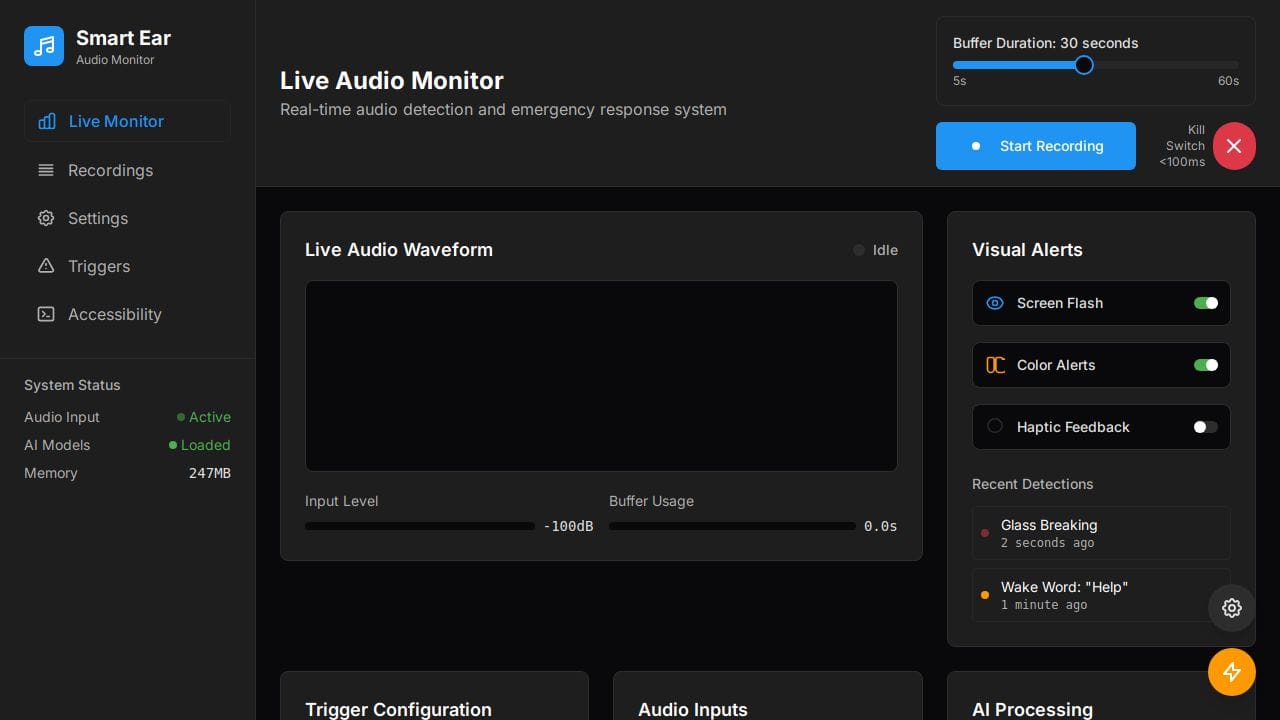 Smart Ear
Audio Monitor
Live Monitor
Recordings
Settings
Triggers
Accessibility
System Status
Audio Input Active
AI Models Loaded
Memory 247MB
Live Audio Monitor
Real-time audio detection and emergency response system
Buffer Duration: 30 seconds
5s 60s
Start Recording
Kill
Switch
<100ms
Live Audio Waveform Idle
Input Level
-100dB
Buffer Usage
0.0s
Visual Alerts
Screen Flash
Color Alerts
Haptic Feedback
Recent Detections
Glass Breaking
2 seconds ago
Wake Word: "Help"
1 minute ago
Trigger Configuration
Audio Inputs
AI Processing